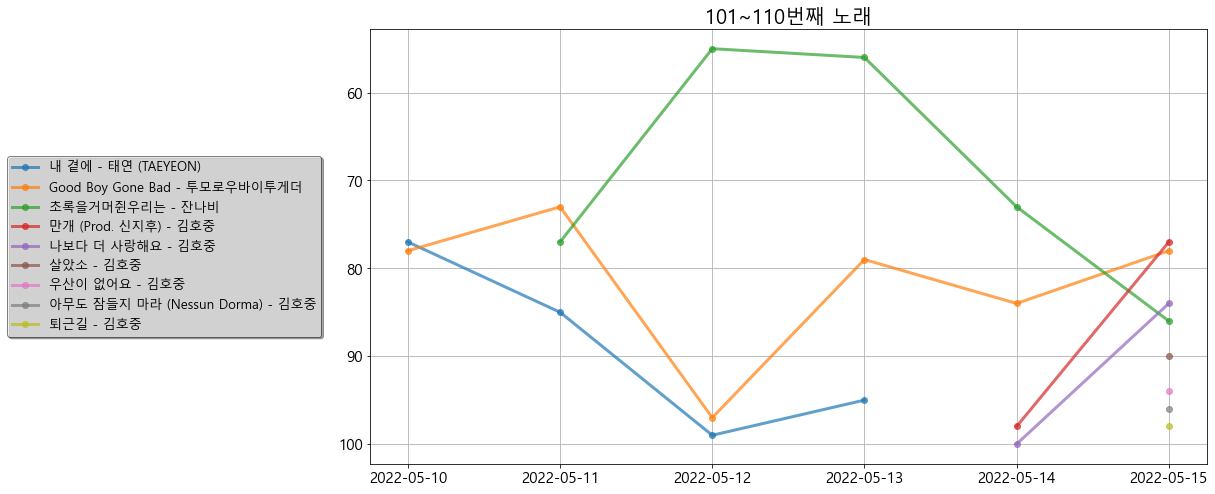 101~110번째 노래
내 곁에 - 태연 (TAEYEON)
Good Boy Gone Bad - 투모로우바이투게더
초록을거머쥔우리는 - 잔나비
만개 (Prod. 신지후) - 김호중
나보다 더 사랑해요 - 김호중
살았소 - 김호중
우산이 없어요 - 김호중
아무도 잠들지 마라 (Nessun Dorma) - 김호중
퇴근길 - 김호중
60
70
80
90
100
2022-05-10
2022-05-11
2022-05-12
2022-05-13
2022-05-14
2022-05-15